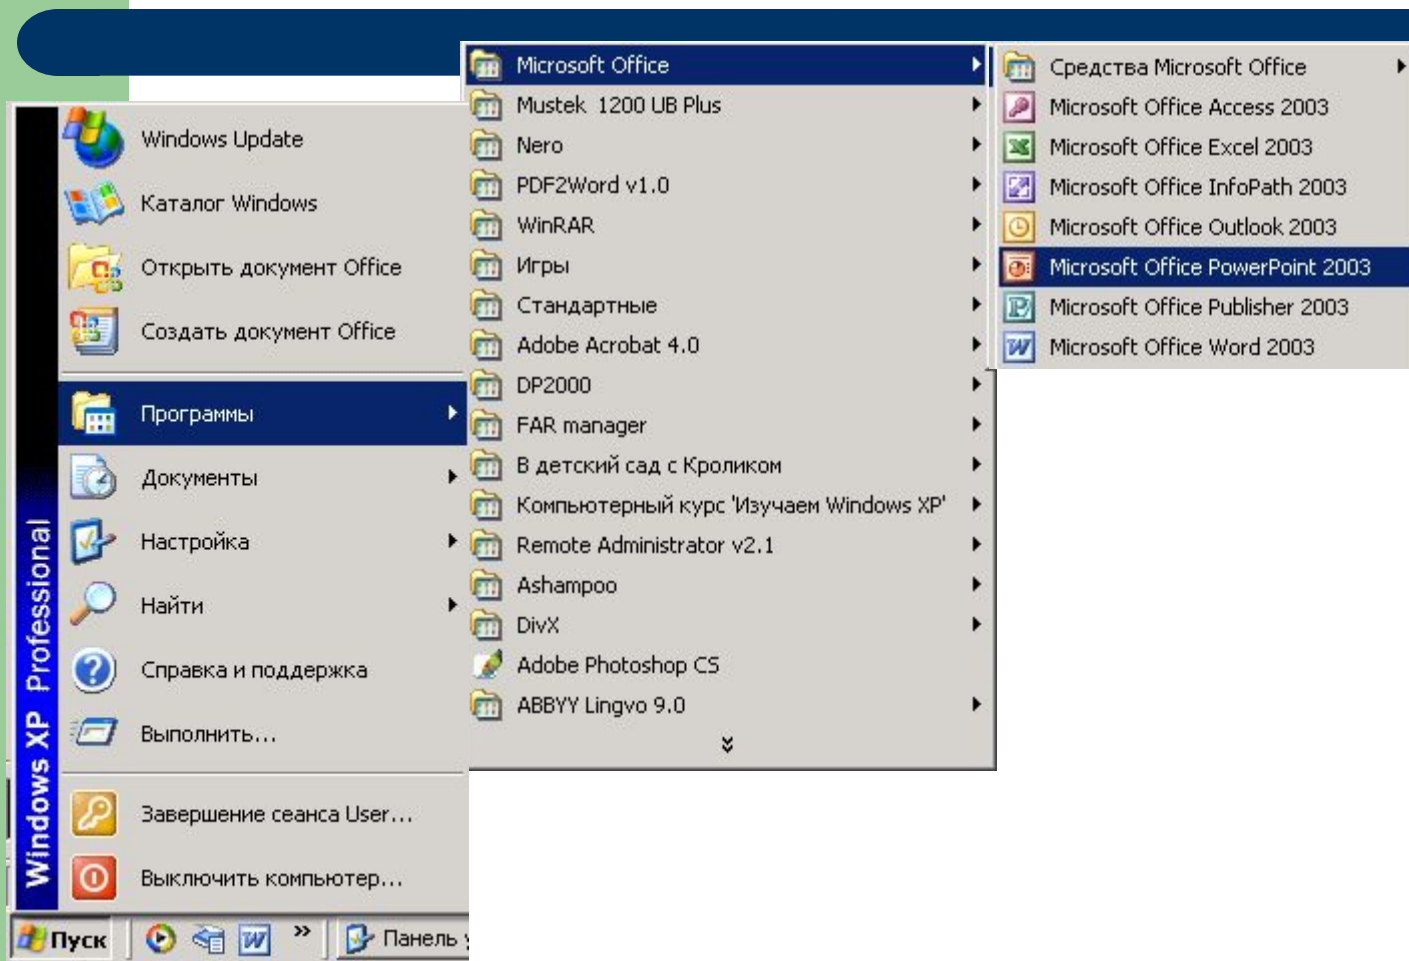 Windows Update
Каталог Windows
Открыть документ Office
Создать документ Office
Программы
Документы
Настройка
Найти
Справка и поддержка
Выполнить...
Завершение сеанса User...
Выключить компьютер...
Windows XP Professional
Пуск
»
Панель
Microsoft Office
Mustek 1200 UB Plus
Nero
PDF2Word v1.0
WinRAR
Игры
Стандартные
Adobe Acrobat 4.0
DP2000
FAR manager
В детский сад с Кроликом
Компьютерный курс 'Изучаем Windows XP'
Remote Administrator v2.1
Ashampoo
DivX
Adobe Photoshop CS
ABBYY Lingvo 9.0
Средства Microsoft Office
Microsoft Office Access 2003
Microsoft Office Excel 2003
Microsoft Office InfoPath 2003
Microsoft Office Outlook 2003
Microsoft Office PowerPoint 2003
Microsoft Office Publisher 2003
Microsoft Office Word 2003